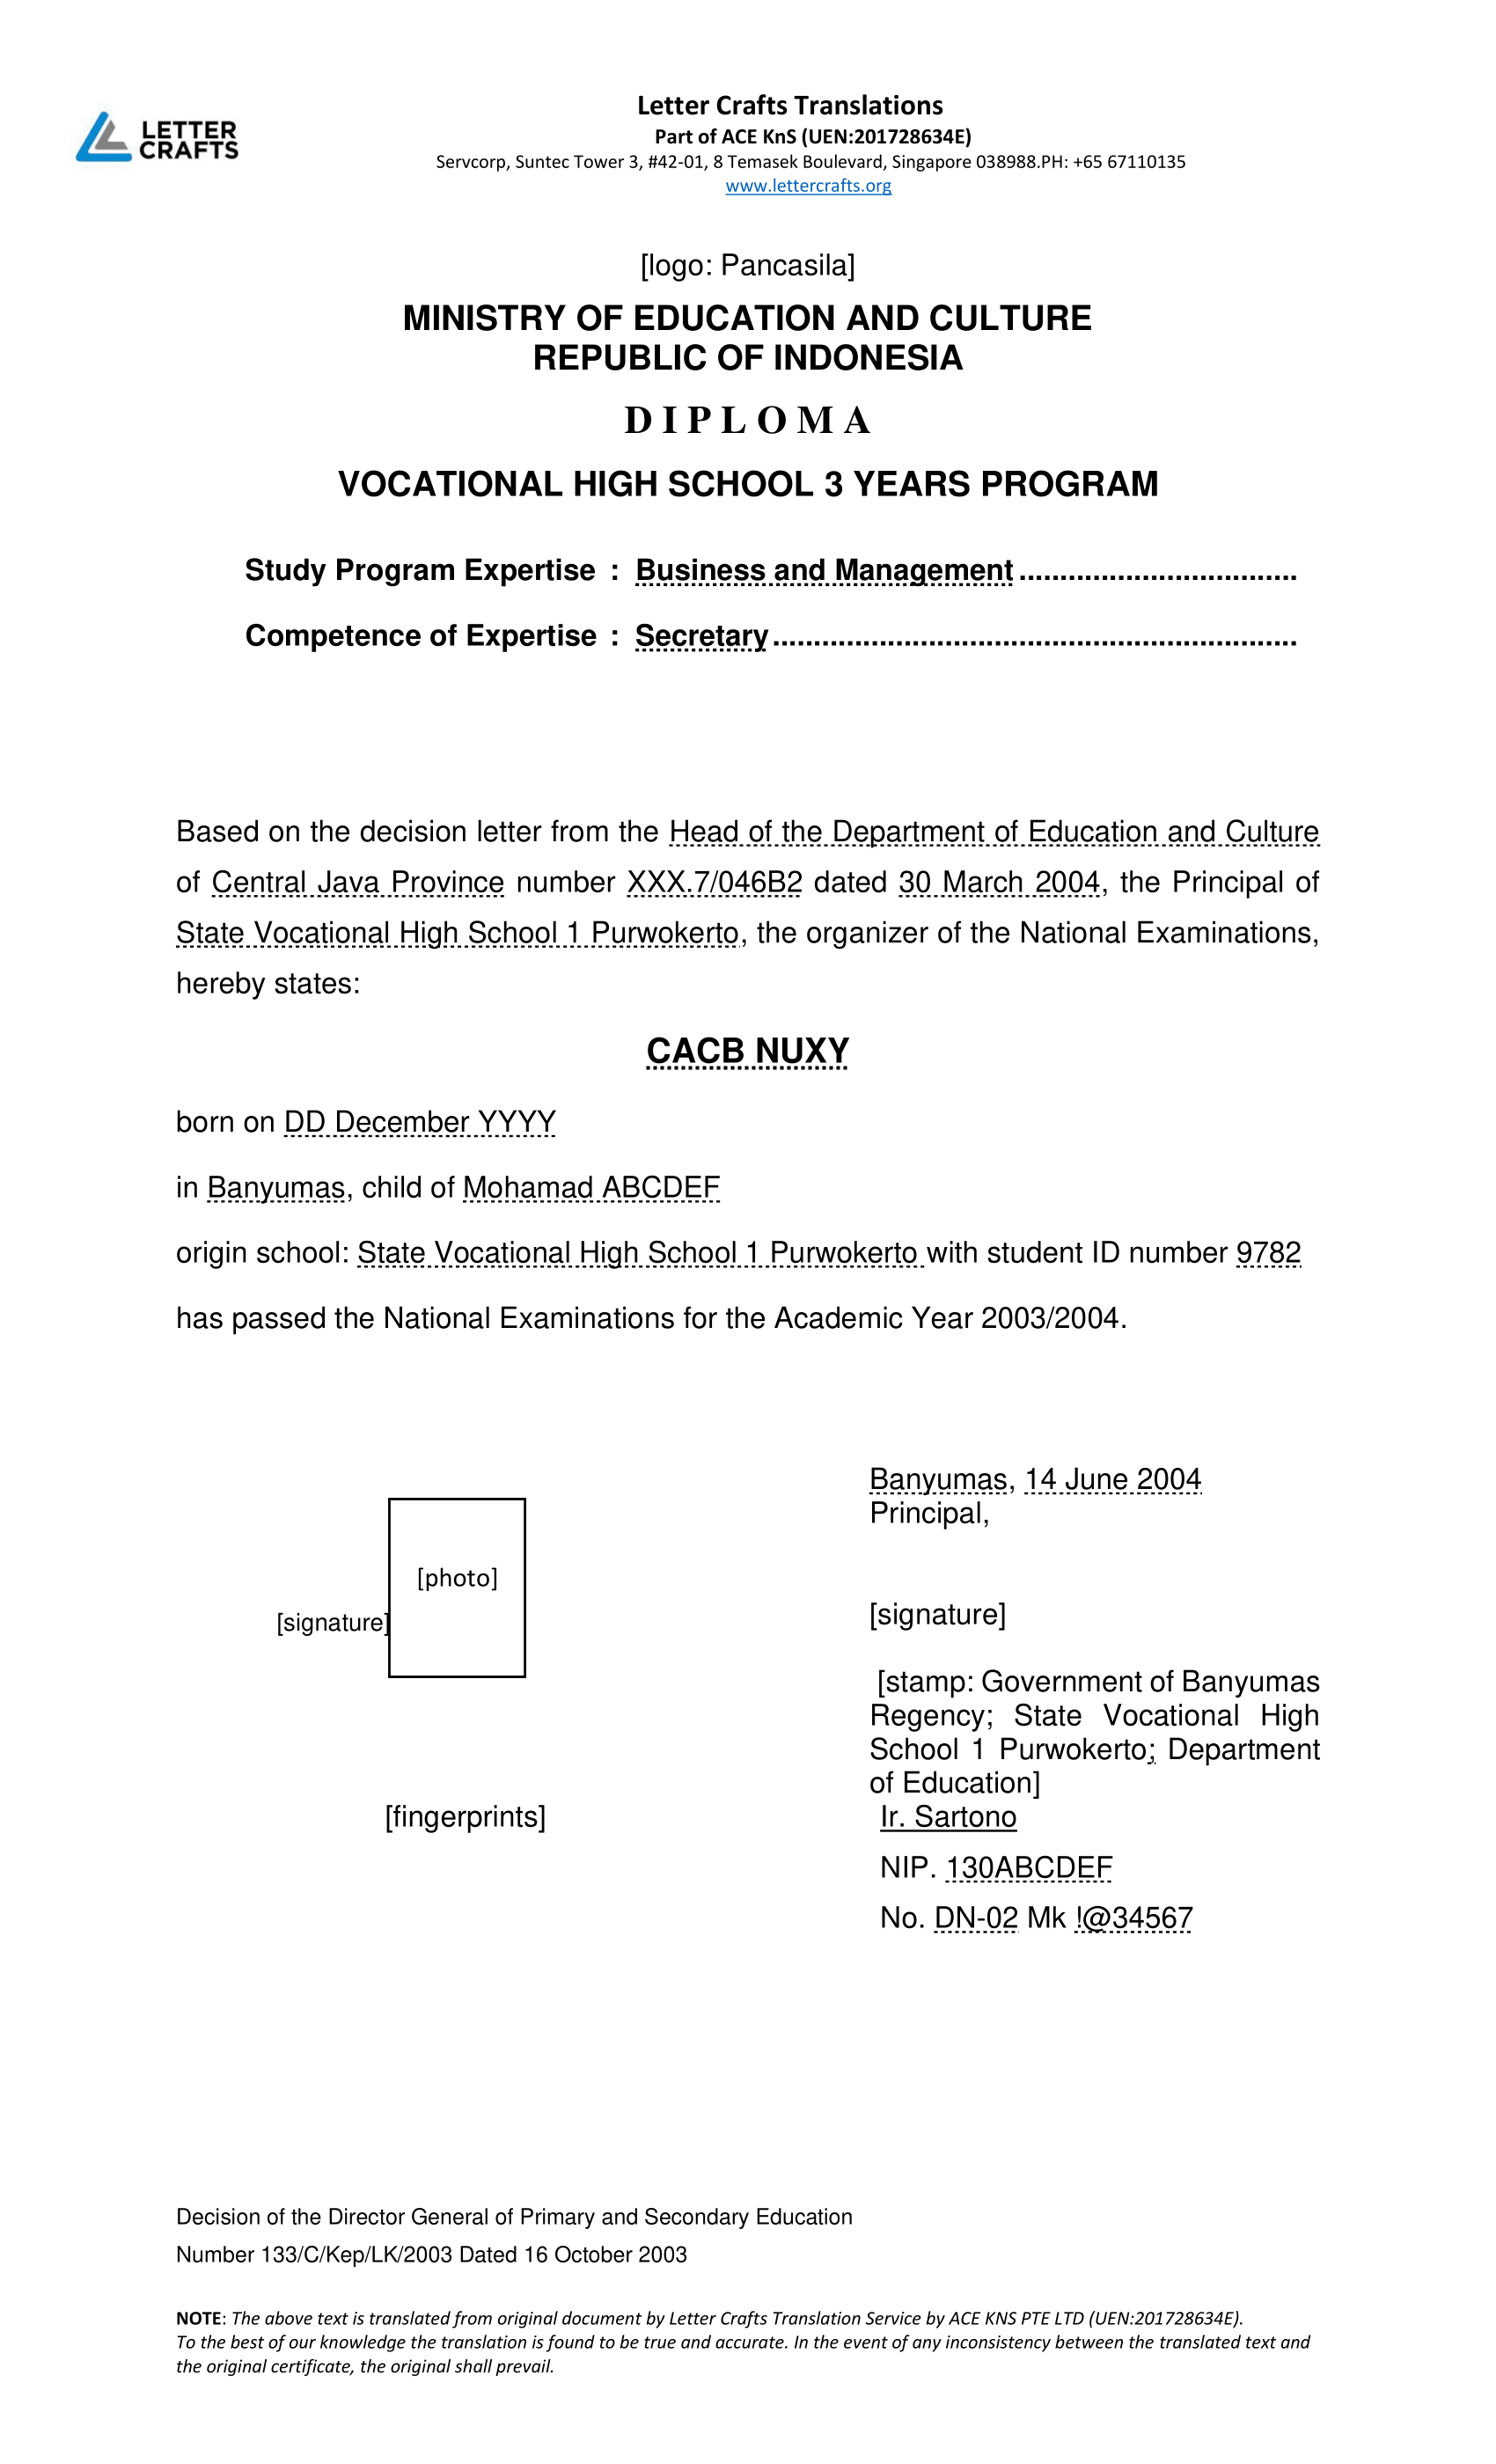 LETTER
CRAFTS
Letter Crafts Translations
Part of ACE KnS (UEN:201728634E)
Servcorp, Suntec Tower 3, #42-01, 8 Temasek Boulevard, Singapore 038988.PH: +65 67110135
www.lettercrafts.org
[logo: Pancasila]
MINISTRY OF EDUCATION AND CULTURE
REPUBLIC OF INDONESIA
D I P L O M A
VOCATIONAL HIGH SCHOOL 3 YEARS PROGRAM
Study Program Expertise : Business and Management ..................................
Competence of Expertise : Secretary ................................................................
Based on the decision letter from the Head of the Department of Education and Culture
of Central Java Province number XXX.7/046B2 dated 30 March 2004, the Principal of
State Vocational High School 1 Purwokerto, the organizer of the National Examinations,
hereby states:
CACB NUXY
born on DD December YYYY
in Banyumas, child of Mohamad ABCDEF
origin school: State Vocational High School 1 Purwokerto with student ID number 9782
has passed the National Examinations for the Academic Year 2003/2004.
[photo]
[signature]
[fingerprints]
Banyumas, 14 June 2004
Principal,
[signature]
[stamp: Government of Banyumas
Regency; State Vocational High
School 1 Purwokerto; Department
of Education]
Ir. Sartono
NIP. 130ABCDEF
No. DN-02 Mk !@34567
Decision of the Director General of Primary and Secondary Education
Number 133/C/Kep/LK/2003 Dated 16 October 2003
NOTE: The above text is translated from original document by Letter Crafts Translation Service by ACE KNS PTE LTD (UEN:201728634E).
To the best of our knowledge the translation is found to be true and accurate. In the event of any inconsistency between the translated text and
the original certificate, the original shall prevail.